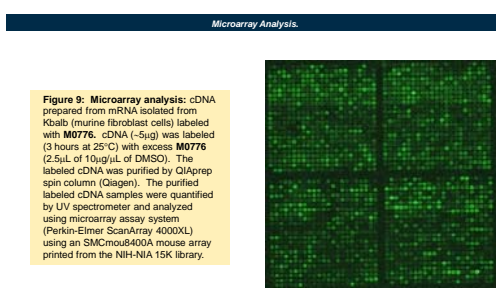 Microarray Analysis.
Figure 9: Microarray analysis: cDNA
prepared from mRNA isolated from
Kbalb (murine fibroblast cells) labeled
with M0776. cDNA (~5µg) was labeled
(3 hours at 25°C) with excess M0776
(2.5µL of 10µg/µL of DMSO). The
labeled cDNA was purified by QIAprep
spin column (Qiagen). The purified
labeled cDNA samples were quantified
by UV spectrometer and analyzed
using microarray assay system
(Perkin-Elmer ScanArray 4000XL)
using an SMCmou8400A mouse array
printed from the NIH-NIA 15K library.